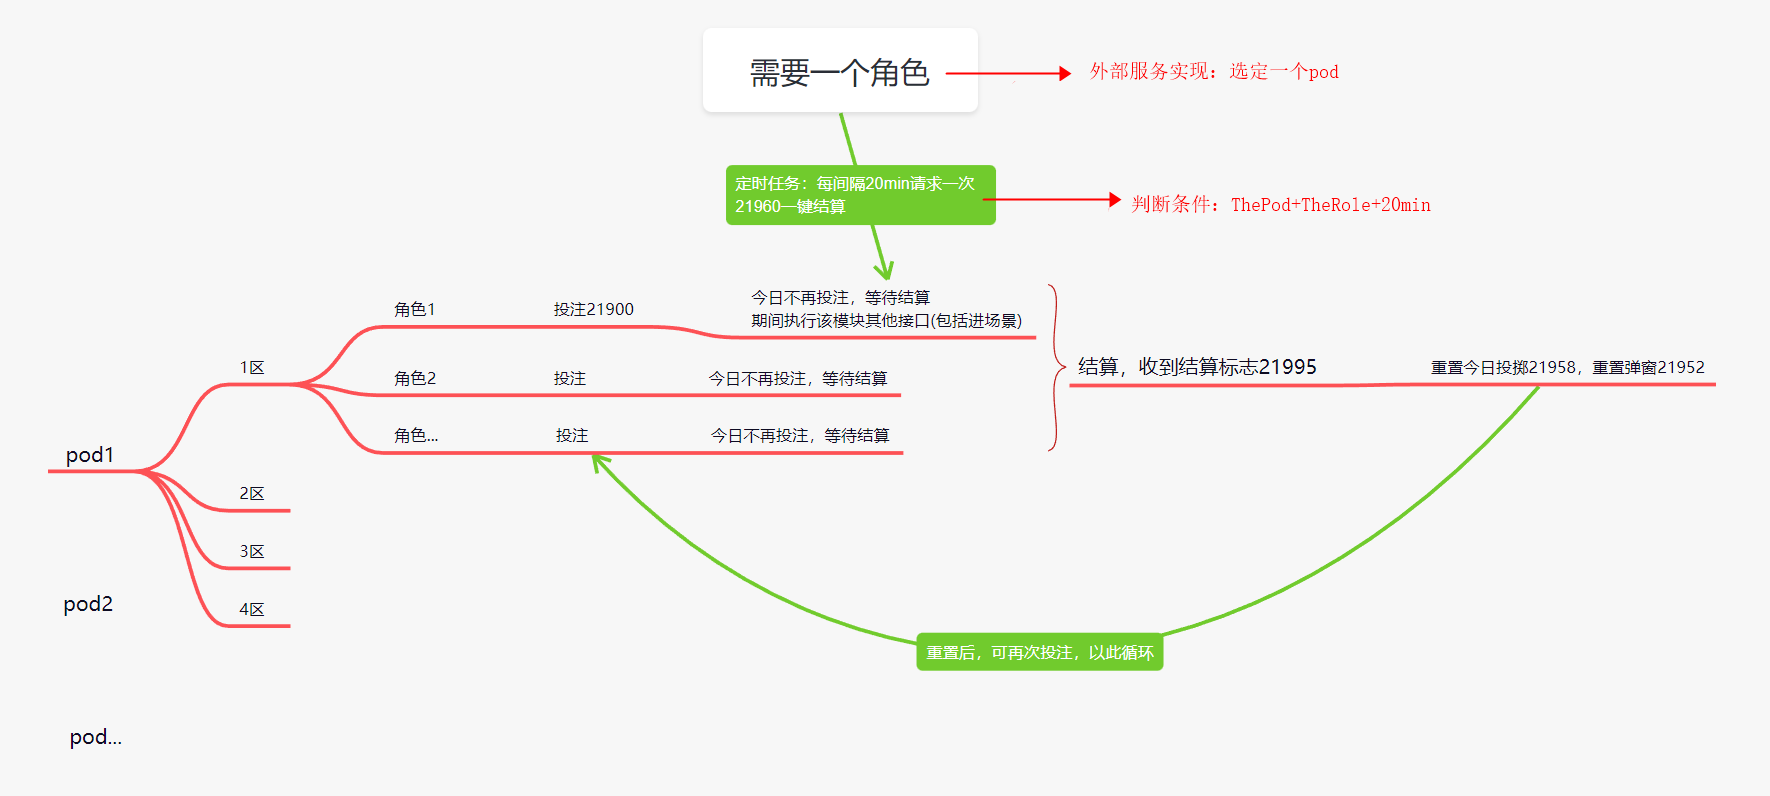 需要一个角色
外部服务实现：选定一个pod
定时任务：每间隔20min请求一次
21960一键结算
判断条件：ThePod+TheRole+20min
角色1
投注21900
今日不再投注，等待结算
期间执行该模块其他接口(包括进场景)
1区
角色2
投注
今日不再投注，等待结算
结算，收到结算标志21995
重置今日投掷21958，重置弹窗21952
角色...
投注
今日不再投注，等待结算
pod1
2区
3区
pod2
4区
重置后，可再次投注，以此循环
pod...